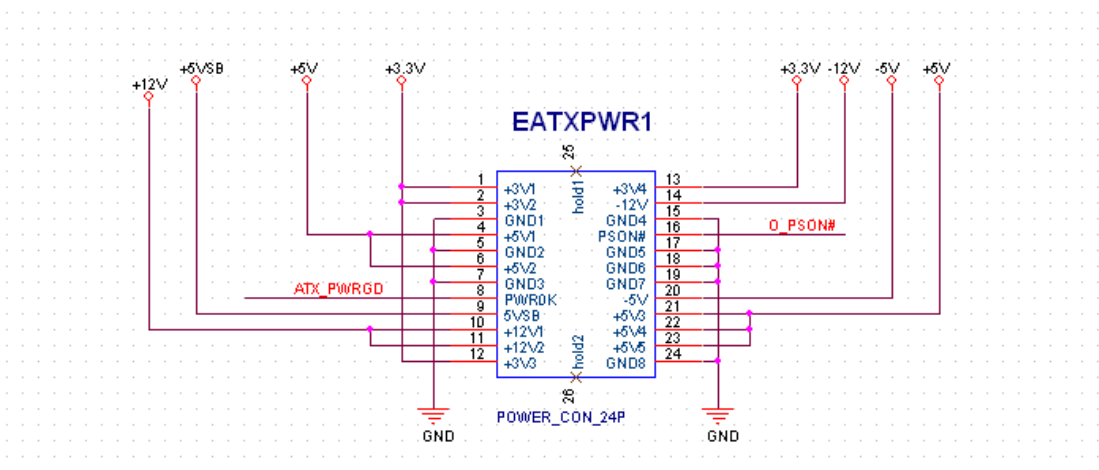 +12V +5VSB +5V +3.3V +3.3V -12V -5V +5V
EATXPWR1
25
hold1
1 +3V1 +3V4 13
2 +3V2 -12V 14
3 GND1 GND4 15
4 +5V1 PSON# 16 O_PSON#
5 GND2 GND5 17
6 +5V2 GND6 18
7 GND3 GND7 19
ATX_PWRGD 8 PWROK -5V 20
9 5VSB +5V3 21
10 +12V1 +5V4 22
11 +12V2 +5V5 23
12 +3V3 GND8 24
hold2
26
POWER_CON_24P
GND GND